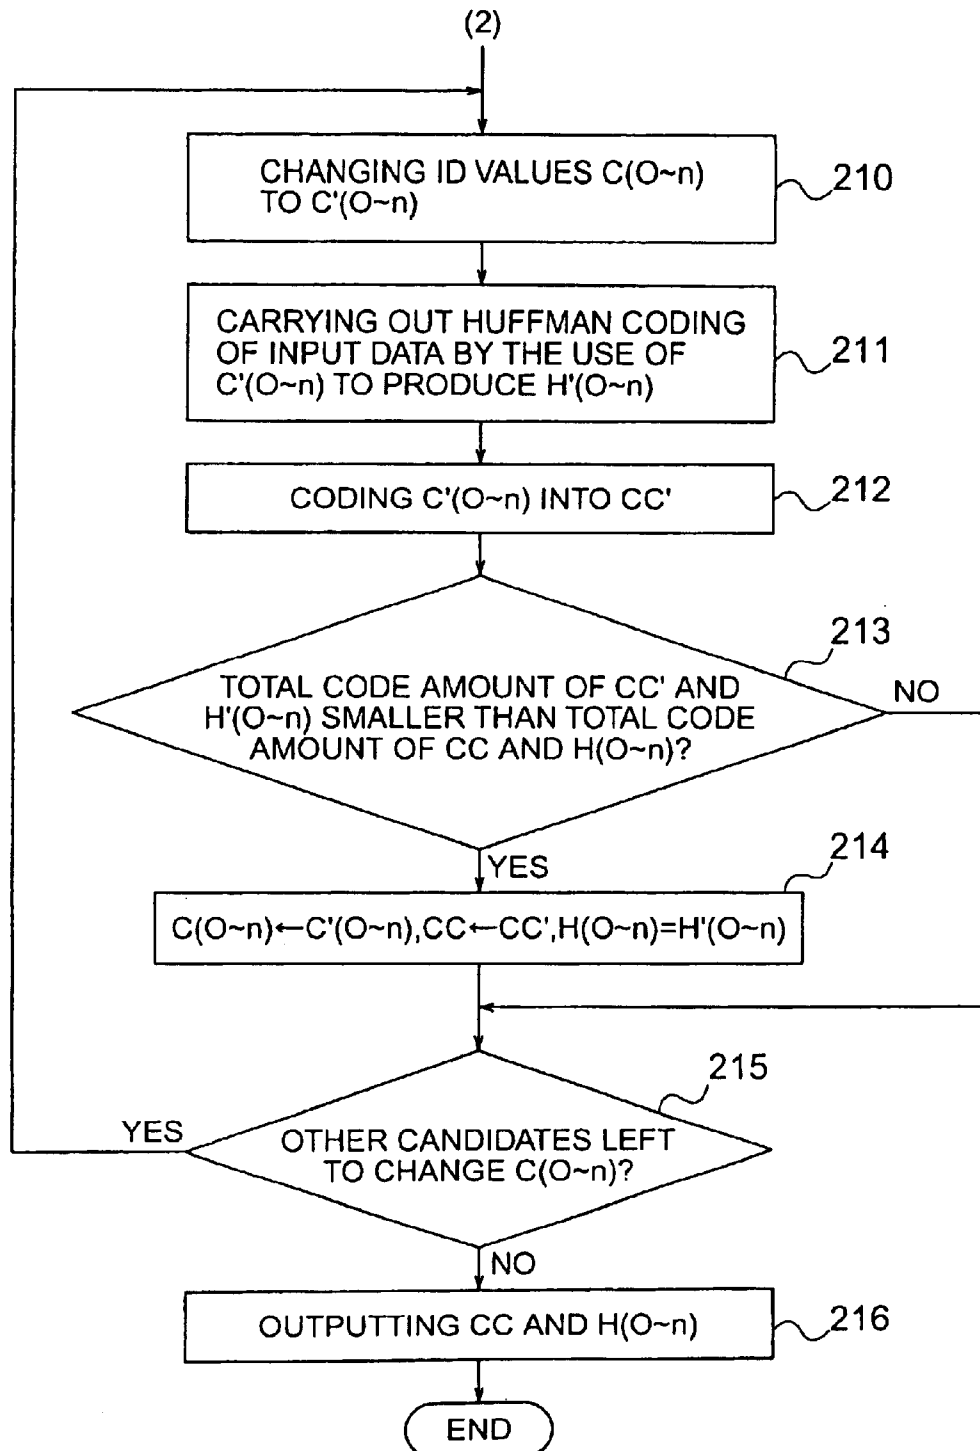 (2)
CHANGING ID VALUES C(O~n)
TO C'(O~n)
210
CARRYING OUT HUFFMAN CODING
OF INPUT DATA BY THE USE OF
C'(O~n) TO PRODUCE H'(O~n)
211
CODING C'(O~n) INTO CC'
212
213
TOTAL CODE AMOUNT OF CC' AND
H'(O~n) SMALLER THAN TOTAL CODE
AMOUNT OF CC AND H(O~n)?
NO
YES
214
C(O~n)←C'(O~n),CC←CC',H(O~n)=H'(O~n)
215
YES
OTHER CANDIDATES LEFT
TO CHANGE C(O~n)?
NO
OUTPUTTING CC AND H(O~n)
216
END